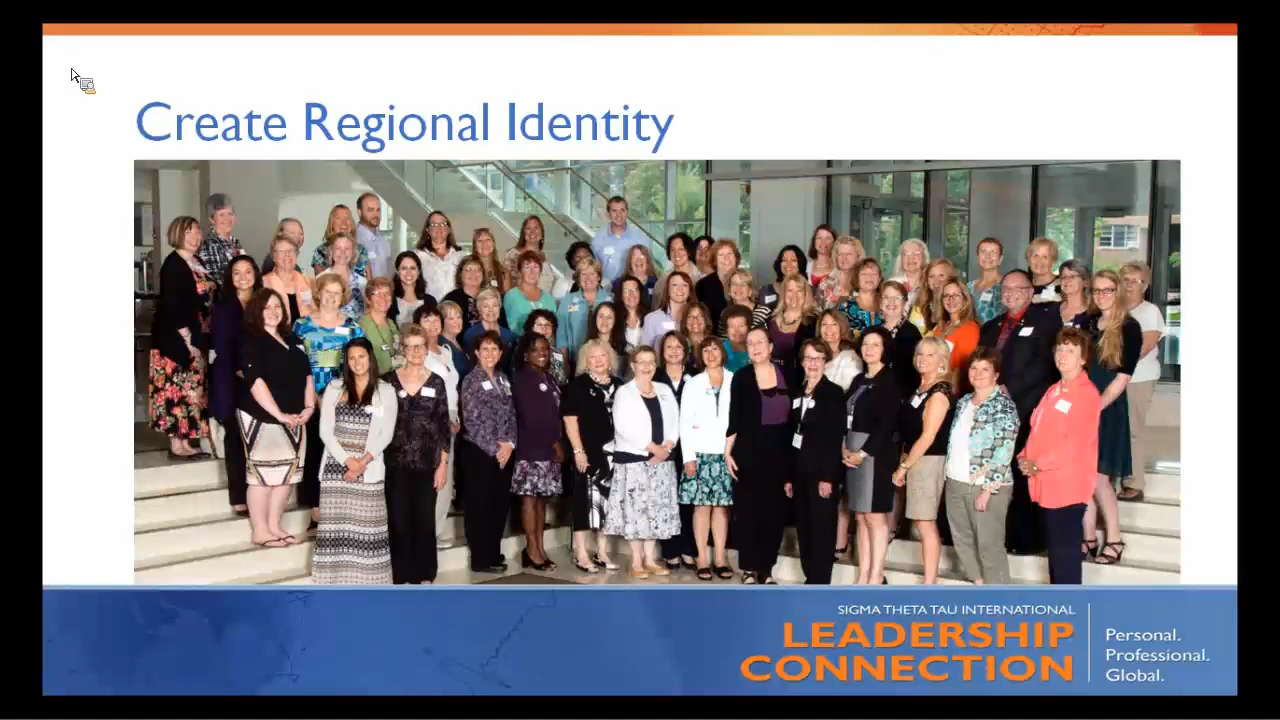 Create Regional Identity
SIGMA THETA TAU INTERNATIONAL
LEADERSHIP
CONNECTION
Personal.
Professional.
Global.